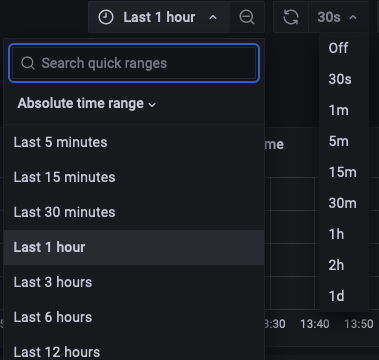 Last 1 hour
30s
Search quick ranges
Absolute time range
Last 5 minutes
Last 15 minutes
Last 30 minutes
Last 1 hour
Last 3 hours
Last 6 hours
Last 12 hours
Off
30s
1m
5m
15m
30m
1h
2h
1d
me
3:30
13:40
13:50